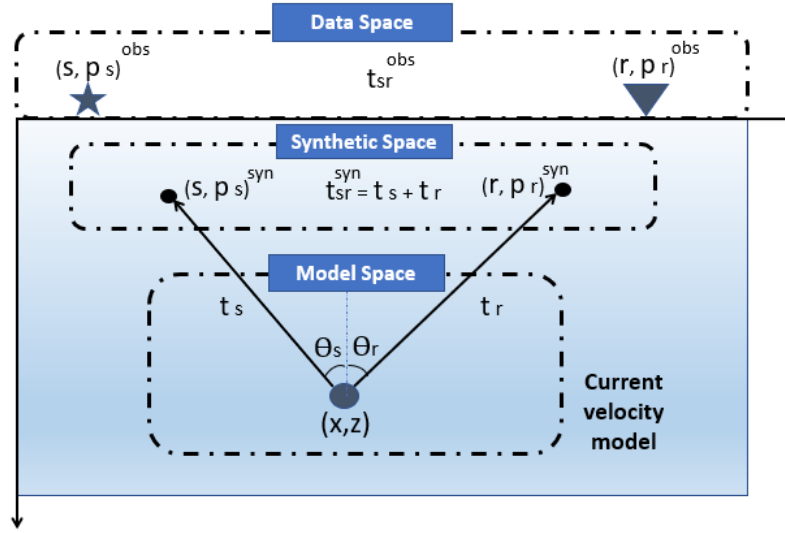 Data Space
(s, p s)obs tsrobs (r, p r)obs
Synthetic Space
(s, p s)syn tsrsyn = t s + t r (r, p r)syn
Model Space
t s t r
Θs Θr
(x,z)
Current
velocity
model